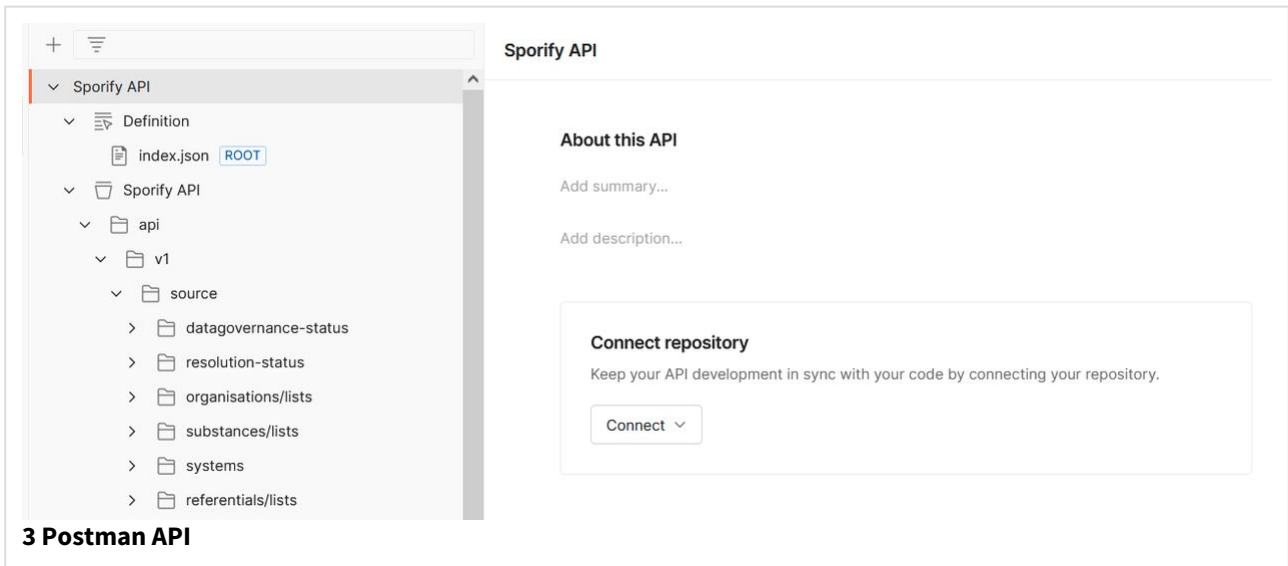 Sporify API
Definition
index.json ROOT
Sporify API
api
v1
source
datagovernance-status
resolution-status
organisations/lists
substances/lists
systems
referentials/lists
Sporify API
About this API
Add summary...
Add description...
Connect repository
Keep your API development in sync with your code by connecting your repository.
Connect
3 Postman API